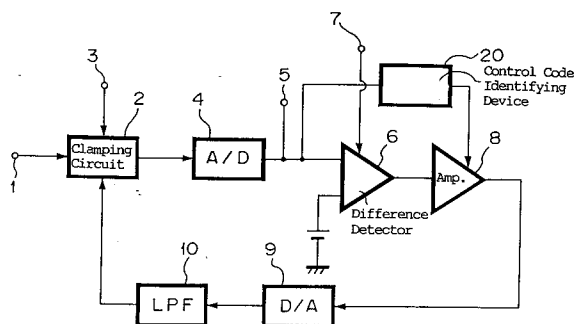 7
20
3
2
4
5
Control Code
Identifying
Device
Clamping
Circuit
A/D
6
8
1
Amp.
Difference
Detector
10
9
LPF
D/A